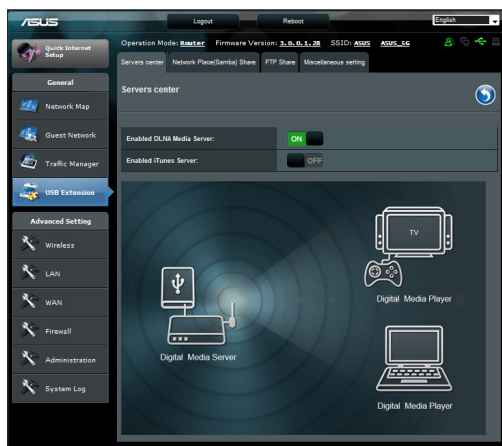 ASUS
Logout
Reboot
English
Quick Internet Setup
Operation Mode: Router Firmware Version: 3.0.0.1.28 SSID: ASUS ASUS_5G
Servers center
Network Place(Samba) Share
FTP Share
Miscellaneous setting
General
Network Map
Guest Network
Traffic Manager
USB Extension
Advanced Setting
Wireless
LAN
WAN
Firewall
Administration
System Log
Servers center
Enabled DLNA Media Server:
ON
Enabled iTunes Server:
OFF
TV
Digital Media Player
Digital Media Server
Digital Media Player